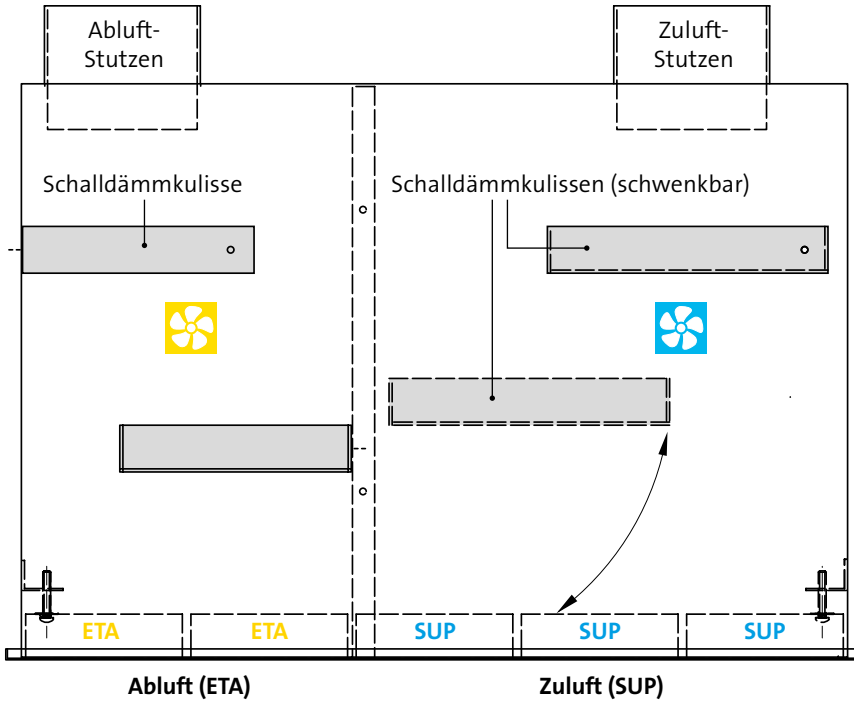 Abluft-
Stutzen
Zuluft-
Stutzen
Schalldämmkulisse
Schalldämmkulissen (schwenkbar)
ETA
ETA
SUP
SUP
SUP
Abluft (ETA)
Zuluft (SUP)